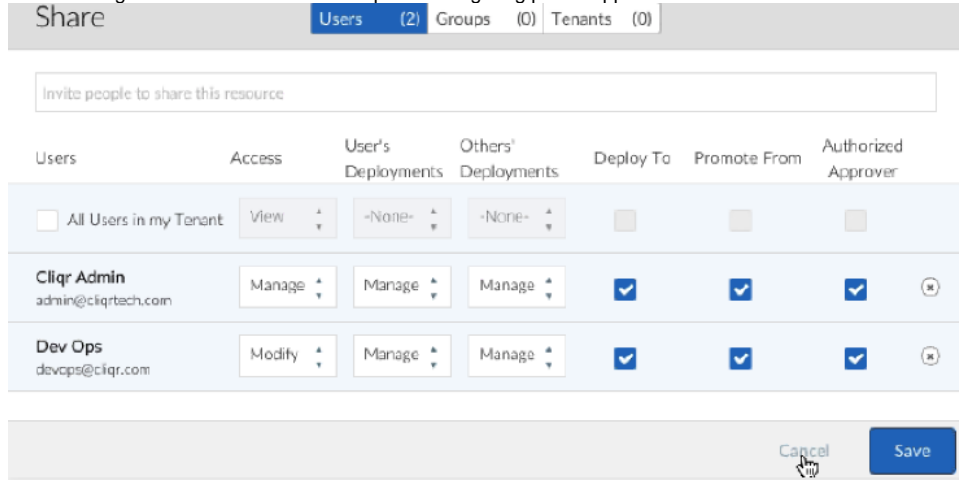 Share
Users (2) Groups (0) Tenants (0)
Invite people to share this resource
Users Access User's Deployments Others' Deployments Deploy To Promote From Authorized Approver
All Users in my Tenant View -None- -None-
Cliqr Admin Manage Manage Manage
admin@cliqrtech.com
Dev Ops Modify Manage Manage
devops@cliqr.com
Cancel Save